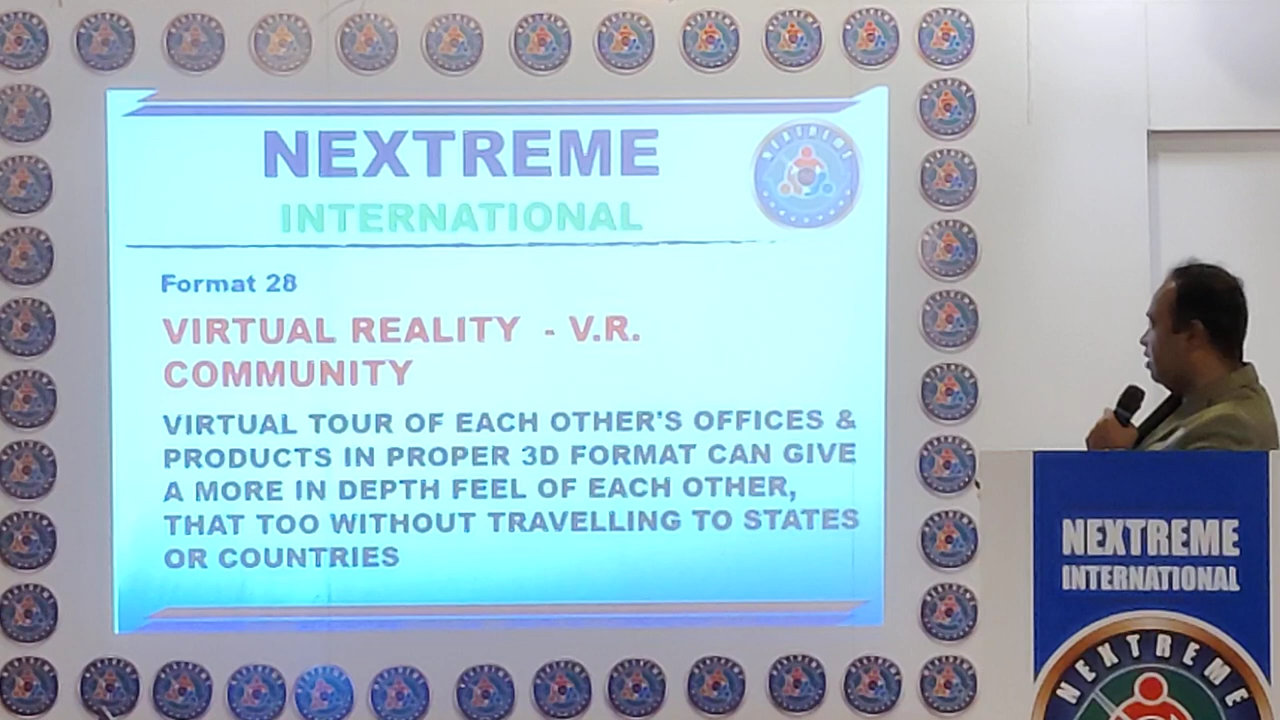 NEXTREME
INTERNATIONAL
NEXTREME
Format 28
VIRTUAL REALITY - V.R.
COMMUNITY
VIRTUAL TOUR OF EACH OTHER'S OFFICES &
PRODUCTS IN PROPER 3D FORMAT CAN GIVE
A MORE IN DEPTH FEEL OF EACH OTHER,
THAT TOO WITHOUT TRAVELLING TO STATES
OR COUNTRIES
NEXTREME
INTERNATIONAL
NEXTREME